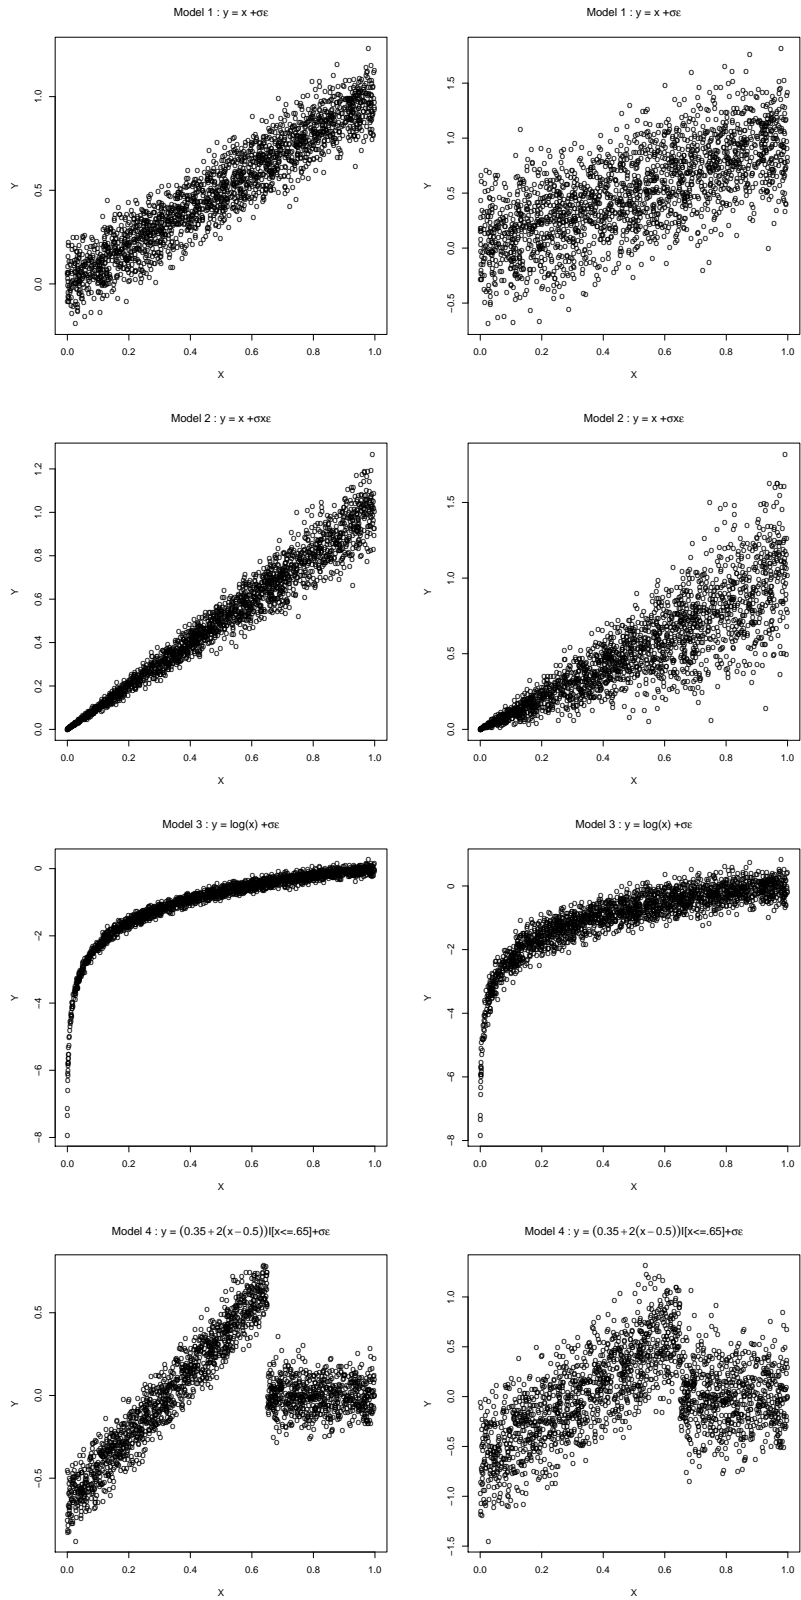 Model 1 : y = x +σε
Model 1 : y = x +σε
Y
1.0
0.5
0.0
0.0 0.2 0.4 0.6 0.8 1.0
X
Y
1.5
1.0
0.5
0.0
−0.5
0.0 0.2 0.4 0.6 0.8 1.0
X
Model 2 : y = x +σxε
Model 2 : y = x +σxε
Y
1.2
1.0
0.8
0.6
0.4
0.2
0.0
0.0 0.2 0.4 0.6 0.8 1.0
X
Y
1.5
1.0
0.5
0.0
0.0 0.2 0.4 0.6 0.8 1.0
X
Model 3 : y = log(x) +σε
Model 3 : y = log(x) +σε
Y
0
−2
−4
−6
−8
0.0 0.2 0.4 0.6 0.8 1.0
X
Y
0
−2
−4
−6
−8
0.0 0.2 0.4 0.6 0.8 1.0
X
Model 4 : y = (0.35+2(x−0.5))I[x<=.65]+σε
Model 4 : y = (0.35+2(x−0.5))I[x<=.65]+σε
Y
0.5
0.0
−0.5
0.0 0.2 0.4 0.6 0.8 1.0
X
Y
1.0
0.5
0.0
−0.5
−1.0
−1.5
0.0 0.2 0.4 0.6 0.8 1.0
X